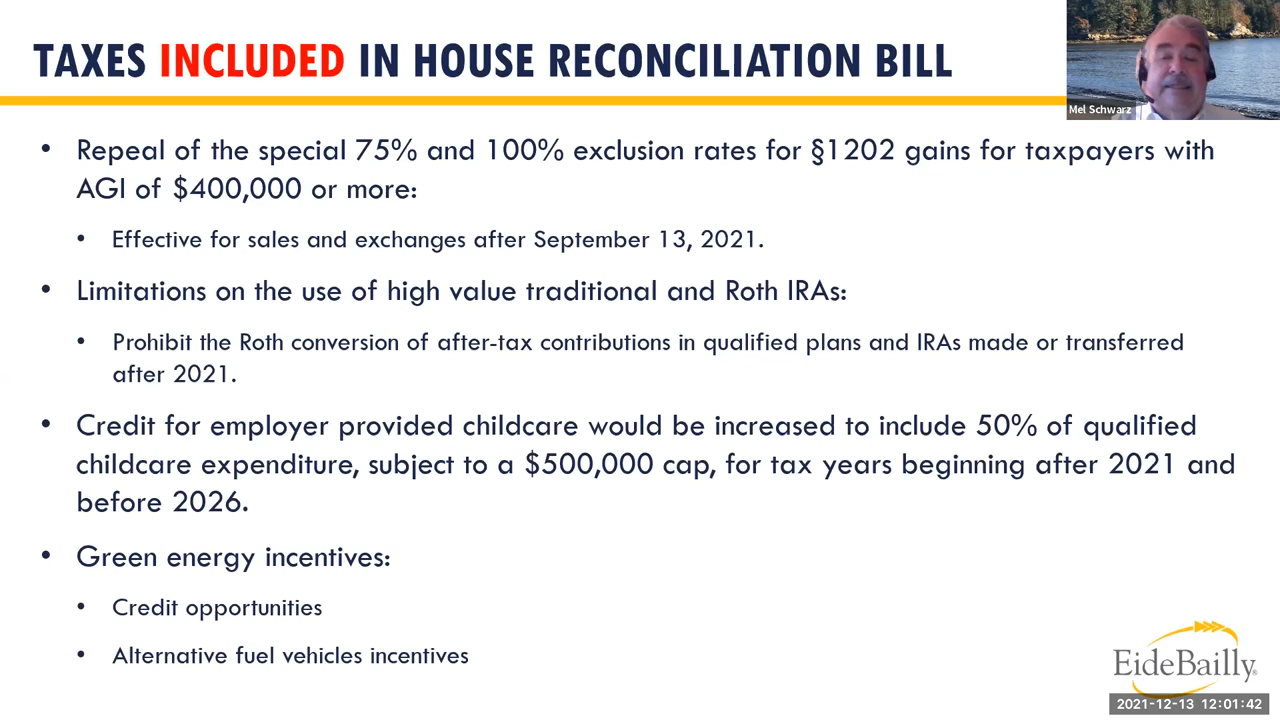 TAXES INCLUDED IN HOUSE RECONCILIATION BILL
Mel Schwarz
• Repeal of the special 75% and 100% exclusion rates for §1202 gains for taxpayers with
AGI of $400,000 or more:
• Effective for sales and exchanges after September 13, 2021.
• Limitations on the use of high value traditional and Roth IRAs:
• Prohibit the Roth conversion of after-tax contributions in qualified plans and IRAs made or transferred
after 2021.
• Credit for employer provided childcare would be increased to include 50% of qualified
childcare expenditure, subject to a $500,000 cap, for tax years beginning after 2021 and
before 2026.
• Green energy incentives:
• Credit opportunities
• Alternative fuel vehicles incentives
EideBailly®
2021-12-13 12:01:42